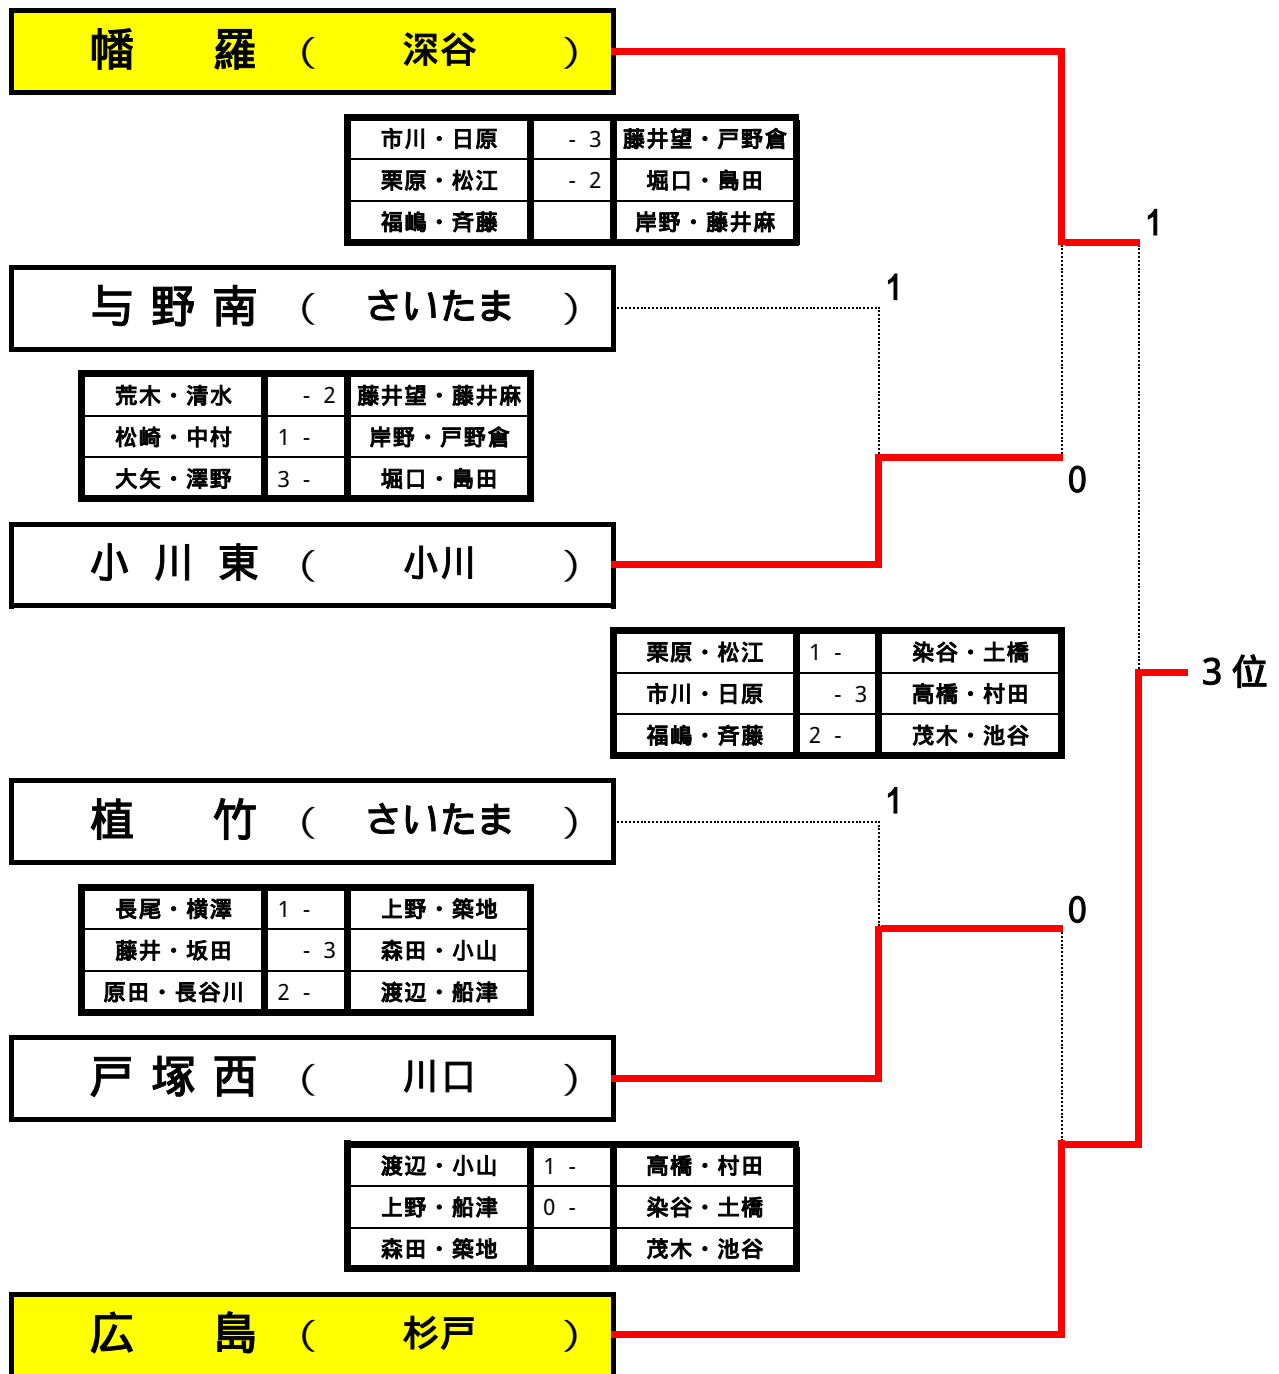 幡　羅 （ 深谷 ）
市川・日原 - 3 藤井望・戸野倉
栗原・松江 - 2 堀口・島田
福嶋・斉藤 岸野・藤井麻
1
与野南 （ さいたま ）
1
荒木・清水 - 2 藤井望・藤井麻
松崎・中村 1 - 岸野・戸野倉
大矢・澤野 3 - 堀口・島田
0
小川東 （ 小川 ）
栗原・松江 1 - 染谷・土橋
市川・日原 - 3 高橋・村田
福嶋・斉藤 2 - 茂木・池谷
3位
植　竹 （ さいたま ）
1
長尾・横澤 1 - 上野・築地
藤井・坂田 - 3 森田・小山
原田・長谷川 2 - 渡辺・船津
0
戸塚西 （ 川口 ）
渡辺・小山 1 - 高橋・村田
上野・船津 0 - 染谷・土橋
森田・築地 茂木・池谷
広　島 （ 杉戸 ）